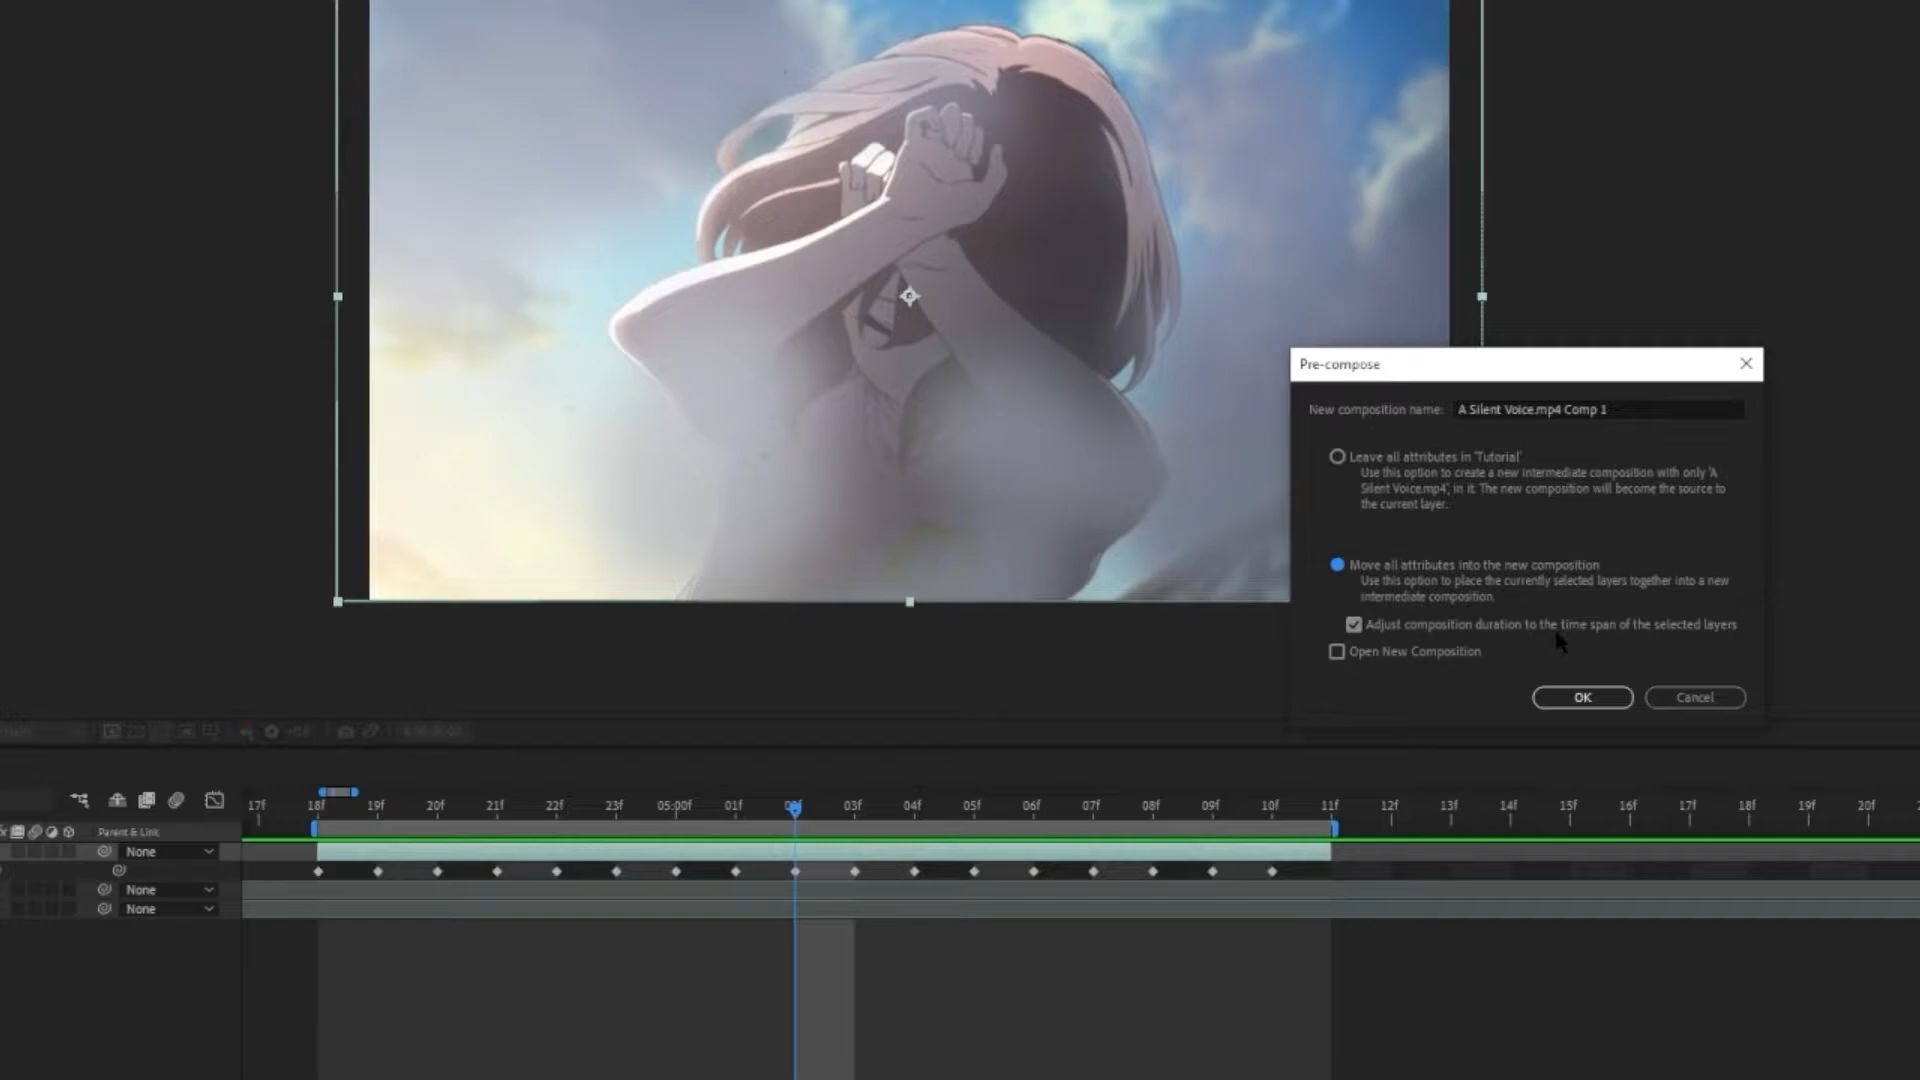 Pre-compose
New composition name: A Silent Voice.mp4 Comp 1
Leave all attributes in 'Tutorial'
Use this option to create a new intermediate composition with only 'A
Silent Voice.mp4', in it. The new composition will become the source to
the current layer.
Move all attributes into the new composition
Use this option to place the currently selected layers together into a new
intermediate composition.
Adjust composition duration to the time span of the selected layers
Open New Composition
OK Cancel
17f 18f 19f 20f 21f 22f 23f 05:00f 01f 02f 03f 04f 05f 06f 07f 08f 09f 10f 11f 12f 13f 14f 15f 16f 17f 18f 19f 20f
Parent & Link
None
None
None